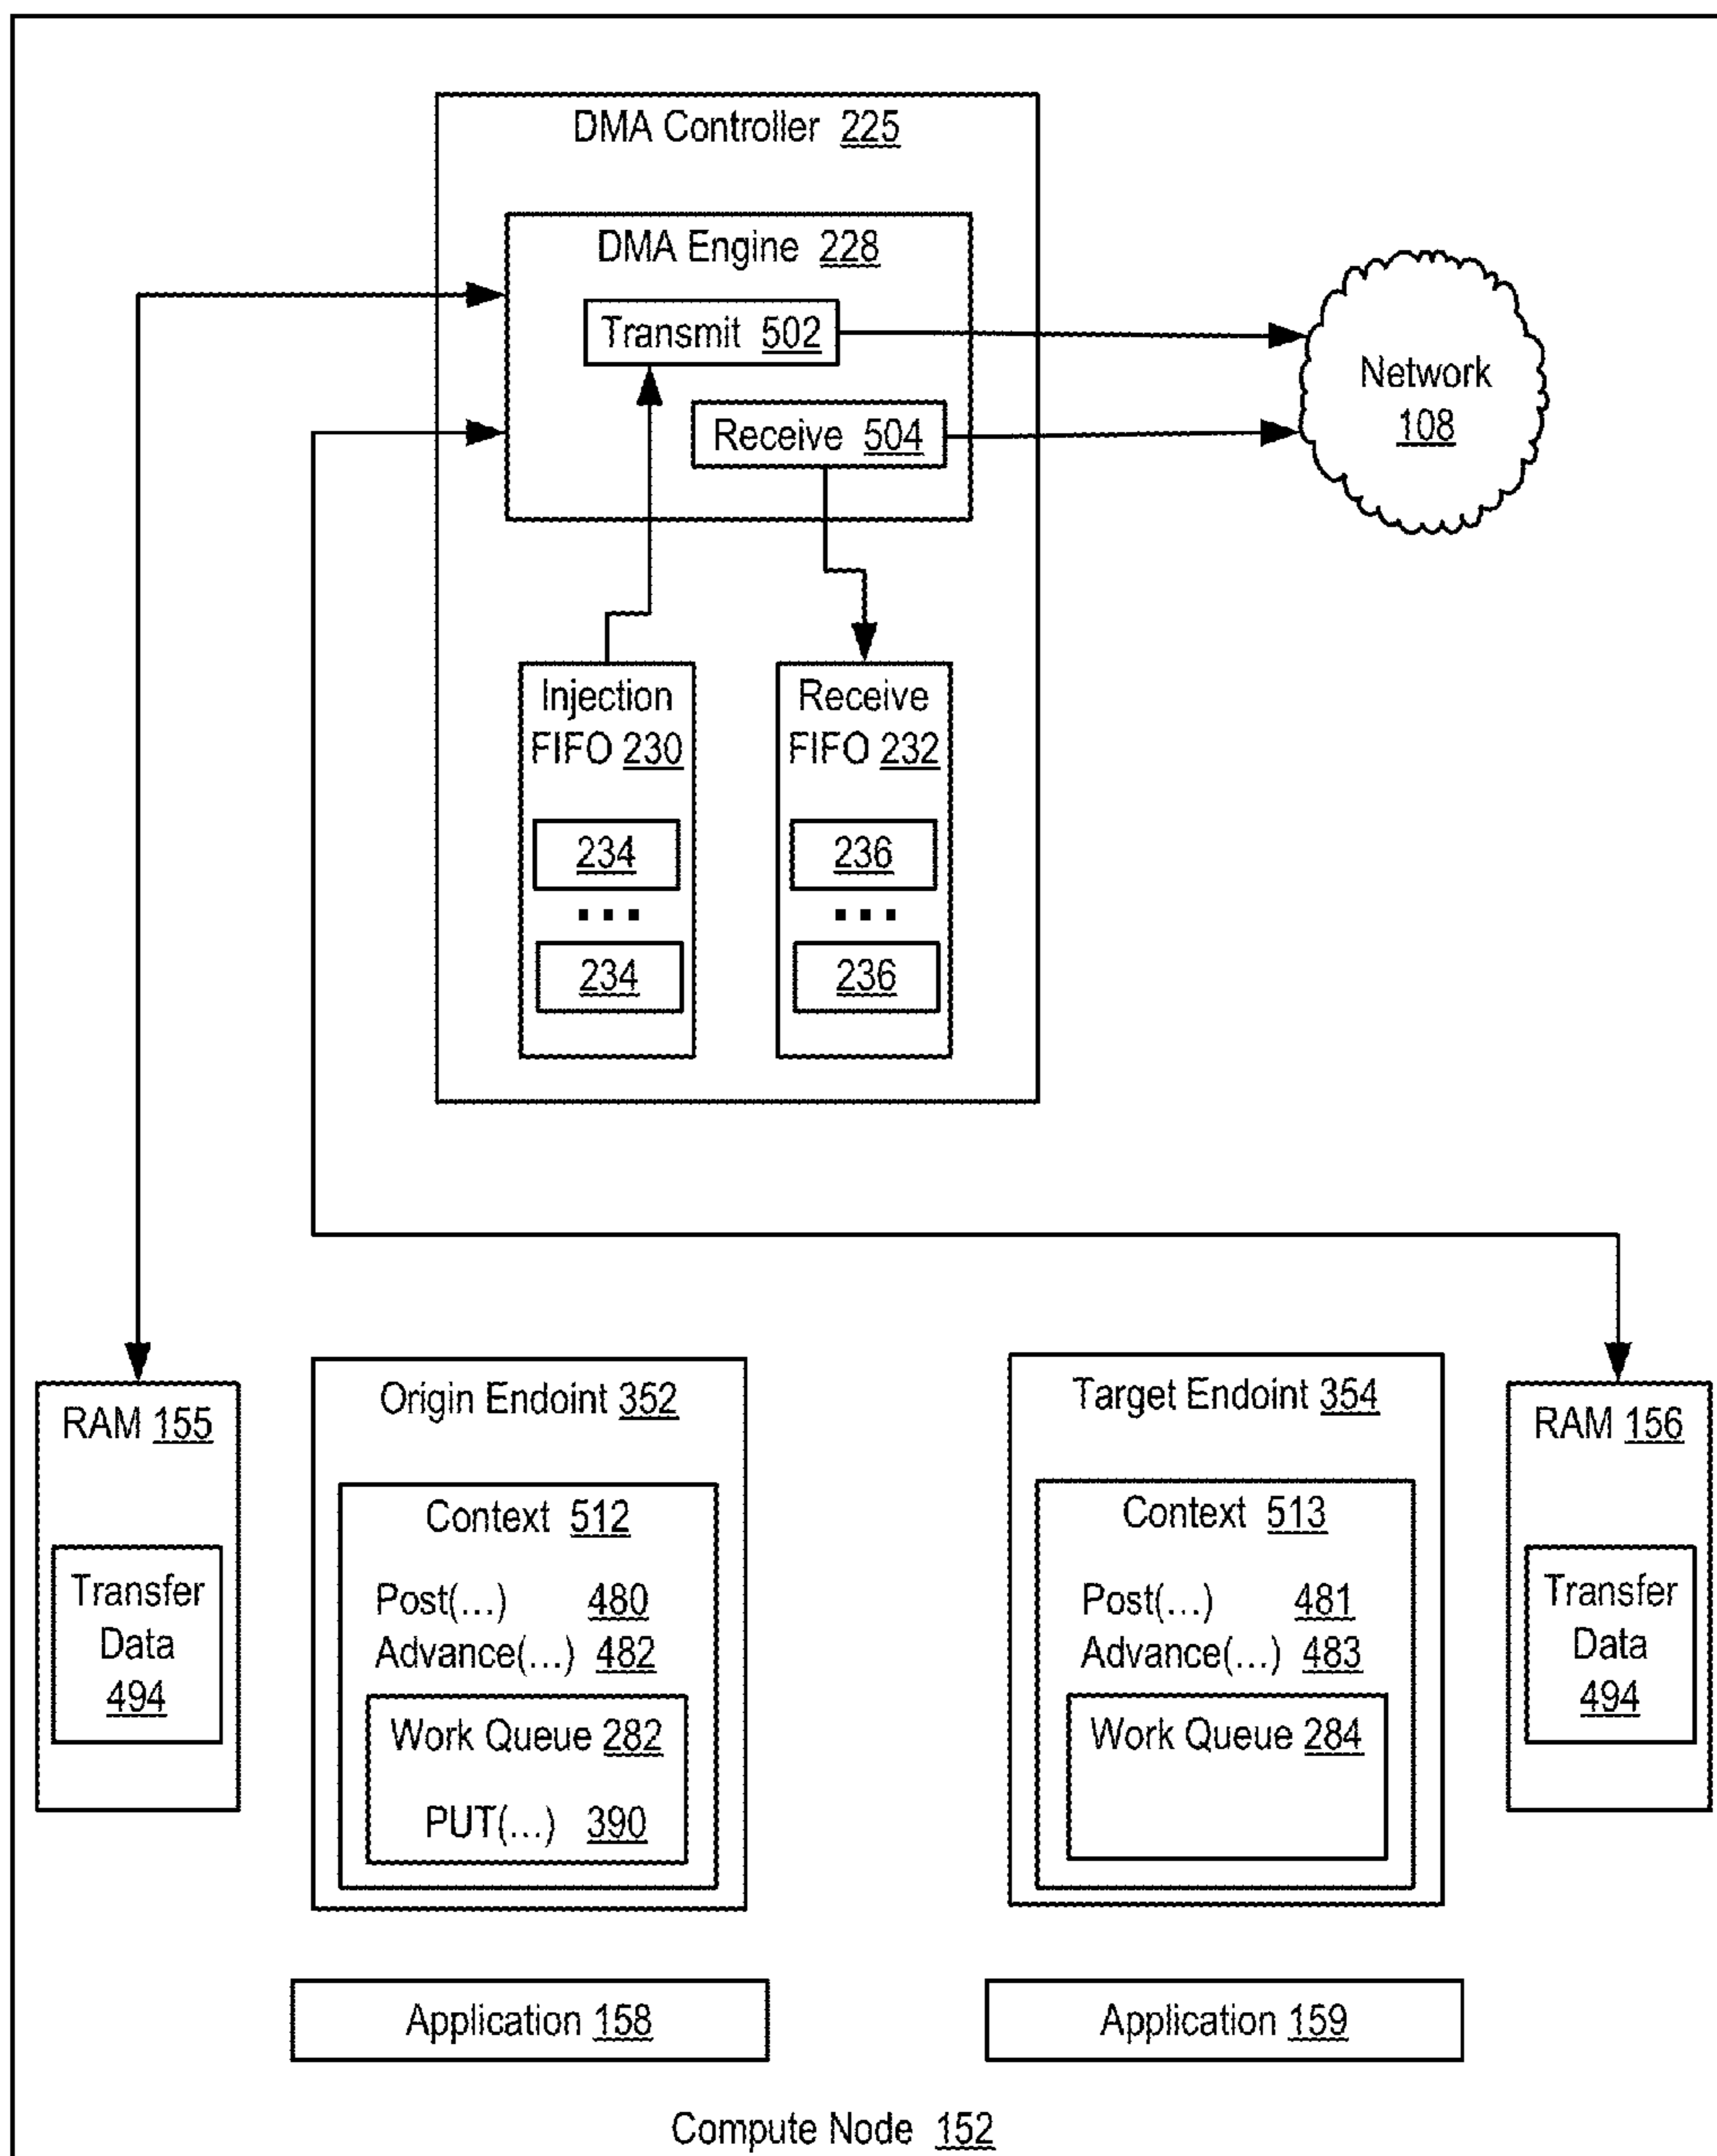 DMA Controller 225
DMA Engine 228
Transmit 502
Receive 504
Network
108
Injection
FIFO 230
234
...
234
Receive
FIFO 232
236
...
236
RAM 155
Transfer
Data
494
Origin Endoint 352
Context 512
Post(...) 480
Advance(...) 482
Work Queue 282
PUT(...) 390
Target Endoint 354
Context 513
Post(...) 481
Advance(...) 483
Work Queue 284
RAM 156
Transfer
Data
494
Application 158
Application 159
Compute Node 152